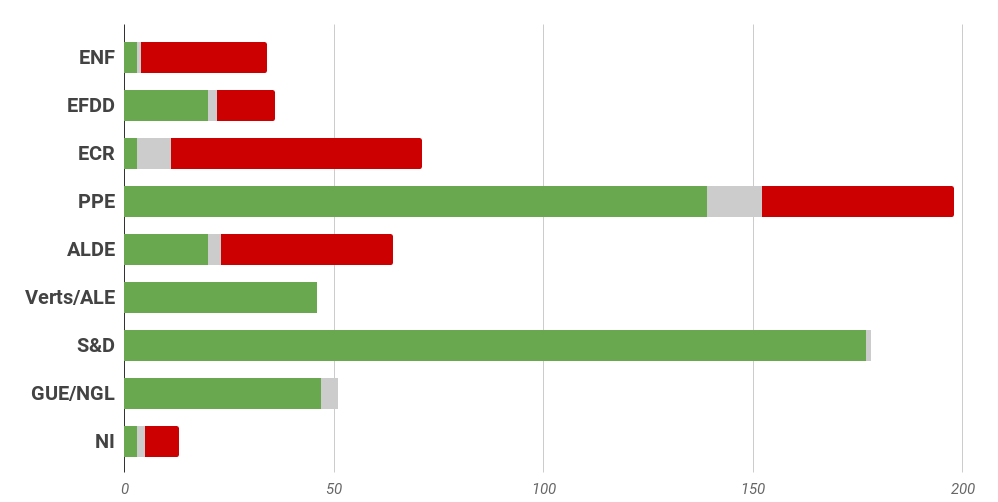 ENF
EFDD
ECR
PPE
ALDE
Verts/ALE
S&D
GUE/NGL
NI
0 50 100 150 200